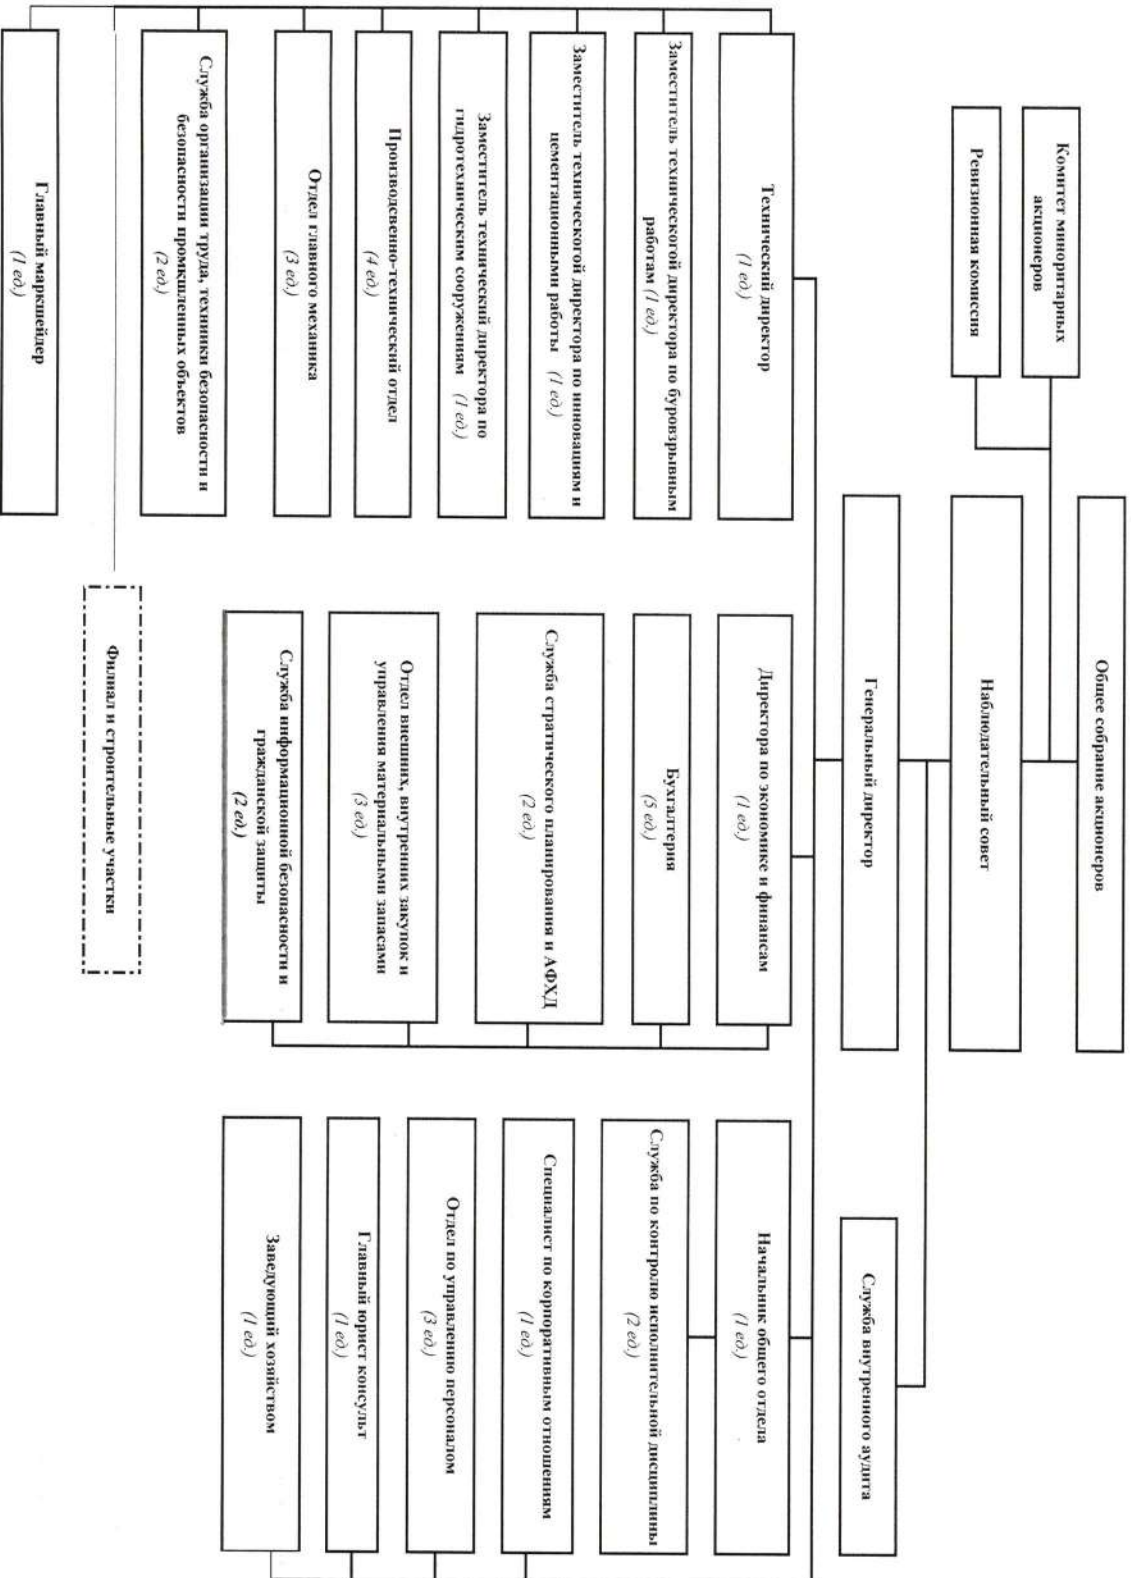 Общее собрание акционеров
Комитет миноритарных
акционеров
Ревизионная комиссия
Наблюдательный совет
Генеральный директор
Служба внутренного аудита
Технический директор
(1 ед.)
Заместитель техническогой директора по буровзрывным
работам (1 ед.)
Заместитель техническогой директора по инновациям и
цементационными работы (1 ед.)
Заместитель технический директора по
гидротехническим сооружениям (1 ед.)
Производсвенно-технический отдел
(4 ед.)
Отдел главного механика
(3 ед.)
Служба организации труда, техники безопасности и
безопасности промышленных объектов
(2 ед.)
Главный маркшейдер
(1 ед.)
Директора по экономике и финансам
(1 ед.)
Бухгалтерия
(5 ед.)
Служба стратического планирования и АФХД
(2 ед.)
Отдел внешних, внутренних закупок и
управления материальными запасами
(3 ед.)
Служба информационной безопасности и
гражданской защиты
(2 ед.)
Филиал и строительные участки
Начальник общего отдела
(1 ед.)
Служба по контролю исполнительной дисциплины
(2 ед.)
Специалист по корпоративным отношениям
(1 ед.)
Отдел по управлению персоналом
(3 ед.)
Главный юрист консульт
(1 ед.)
Заведующий хозяйством
(1 ед.)